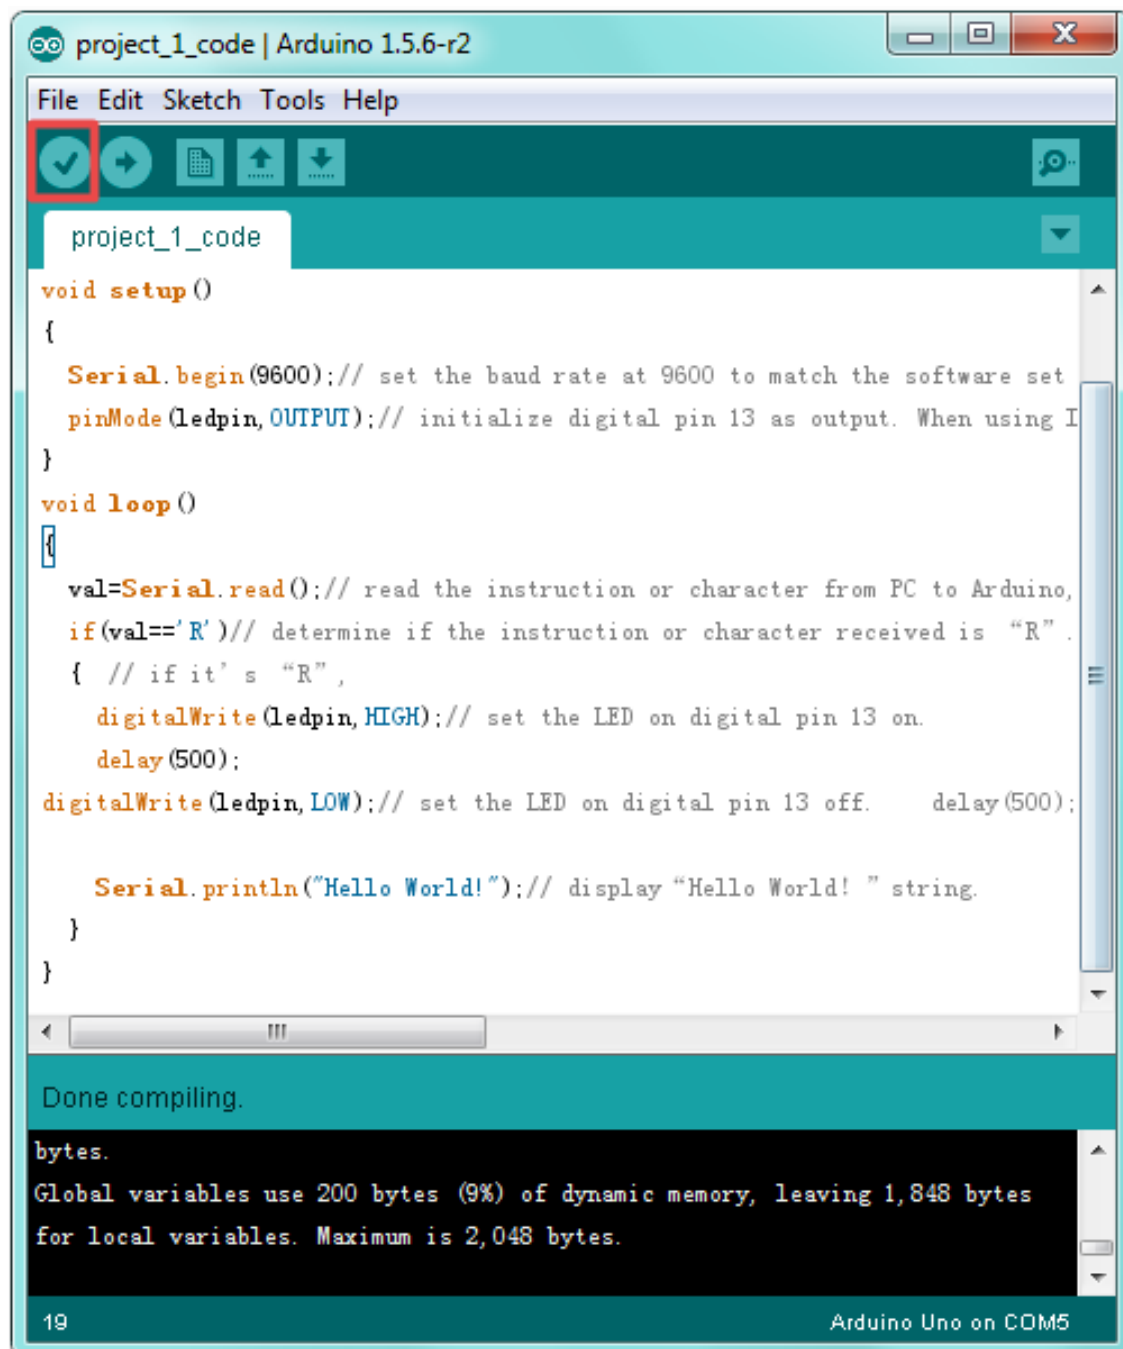 project_1_code | Arduino 1.5.6-r2
File Edit Sketch Tools Help
project_1_code
void setup()
{
Serial.begin(9600);// set the baud rate at 9600 to match the software set
pinMode(ledpin,OUTPUT);// initialize digital pin 13 as output. When using I
}
void loop()
{
val=Serial.read();// read the instruction or character from PC to Arduino,
if(val=='R')// determine if the instruction or character received is “R”.
{ // if it’s “R”,
digitalWrite(ledpin,HIGH);// set the LED on digital pin 13 on.
delay(500);
digitalWrite(ledpin,LOW);// set the LED on digital pin 13 off. delay(500);
Serial.println("Hello World!");// display “Hello World! ” string.
}
}
Done compiling.
bytes.
Global variables use 200 bytes (9%) of dynamic memory, leaving 1,848 bytes
for local variables. Maximum is 2,048 bytes.
19 Arduino Uno on COM5